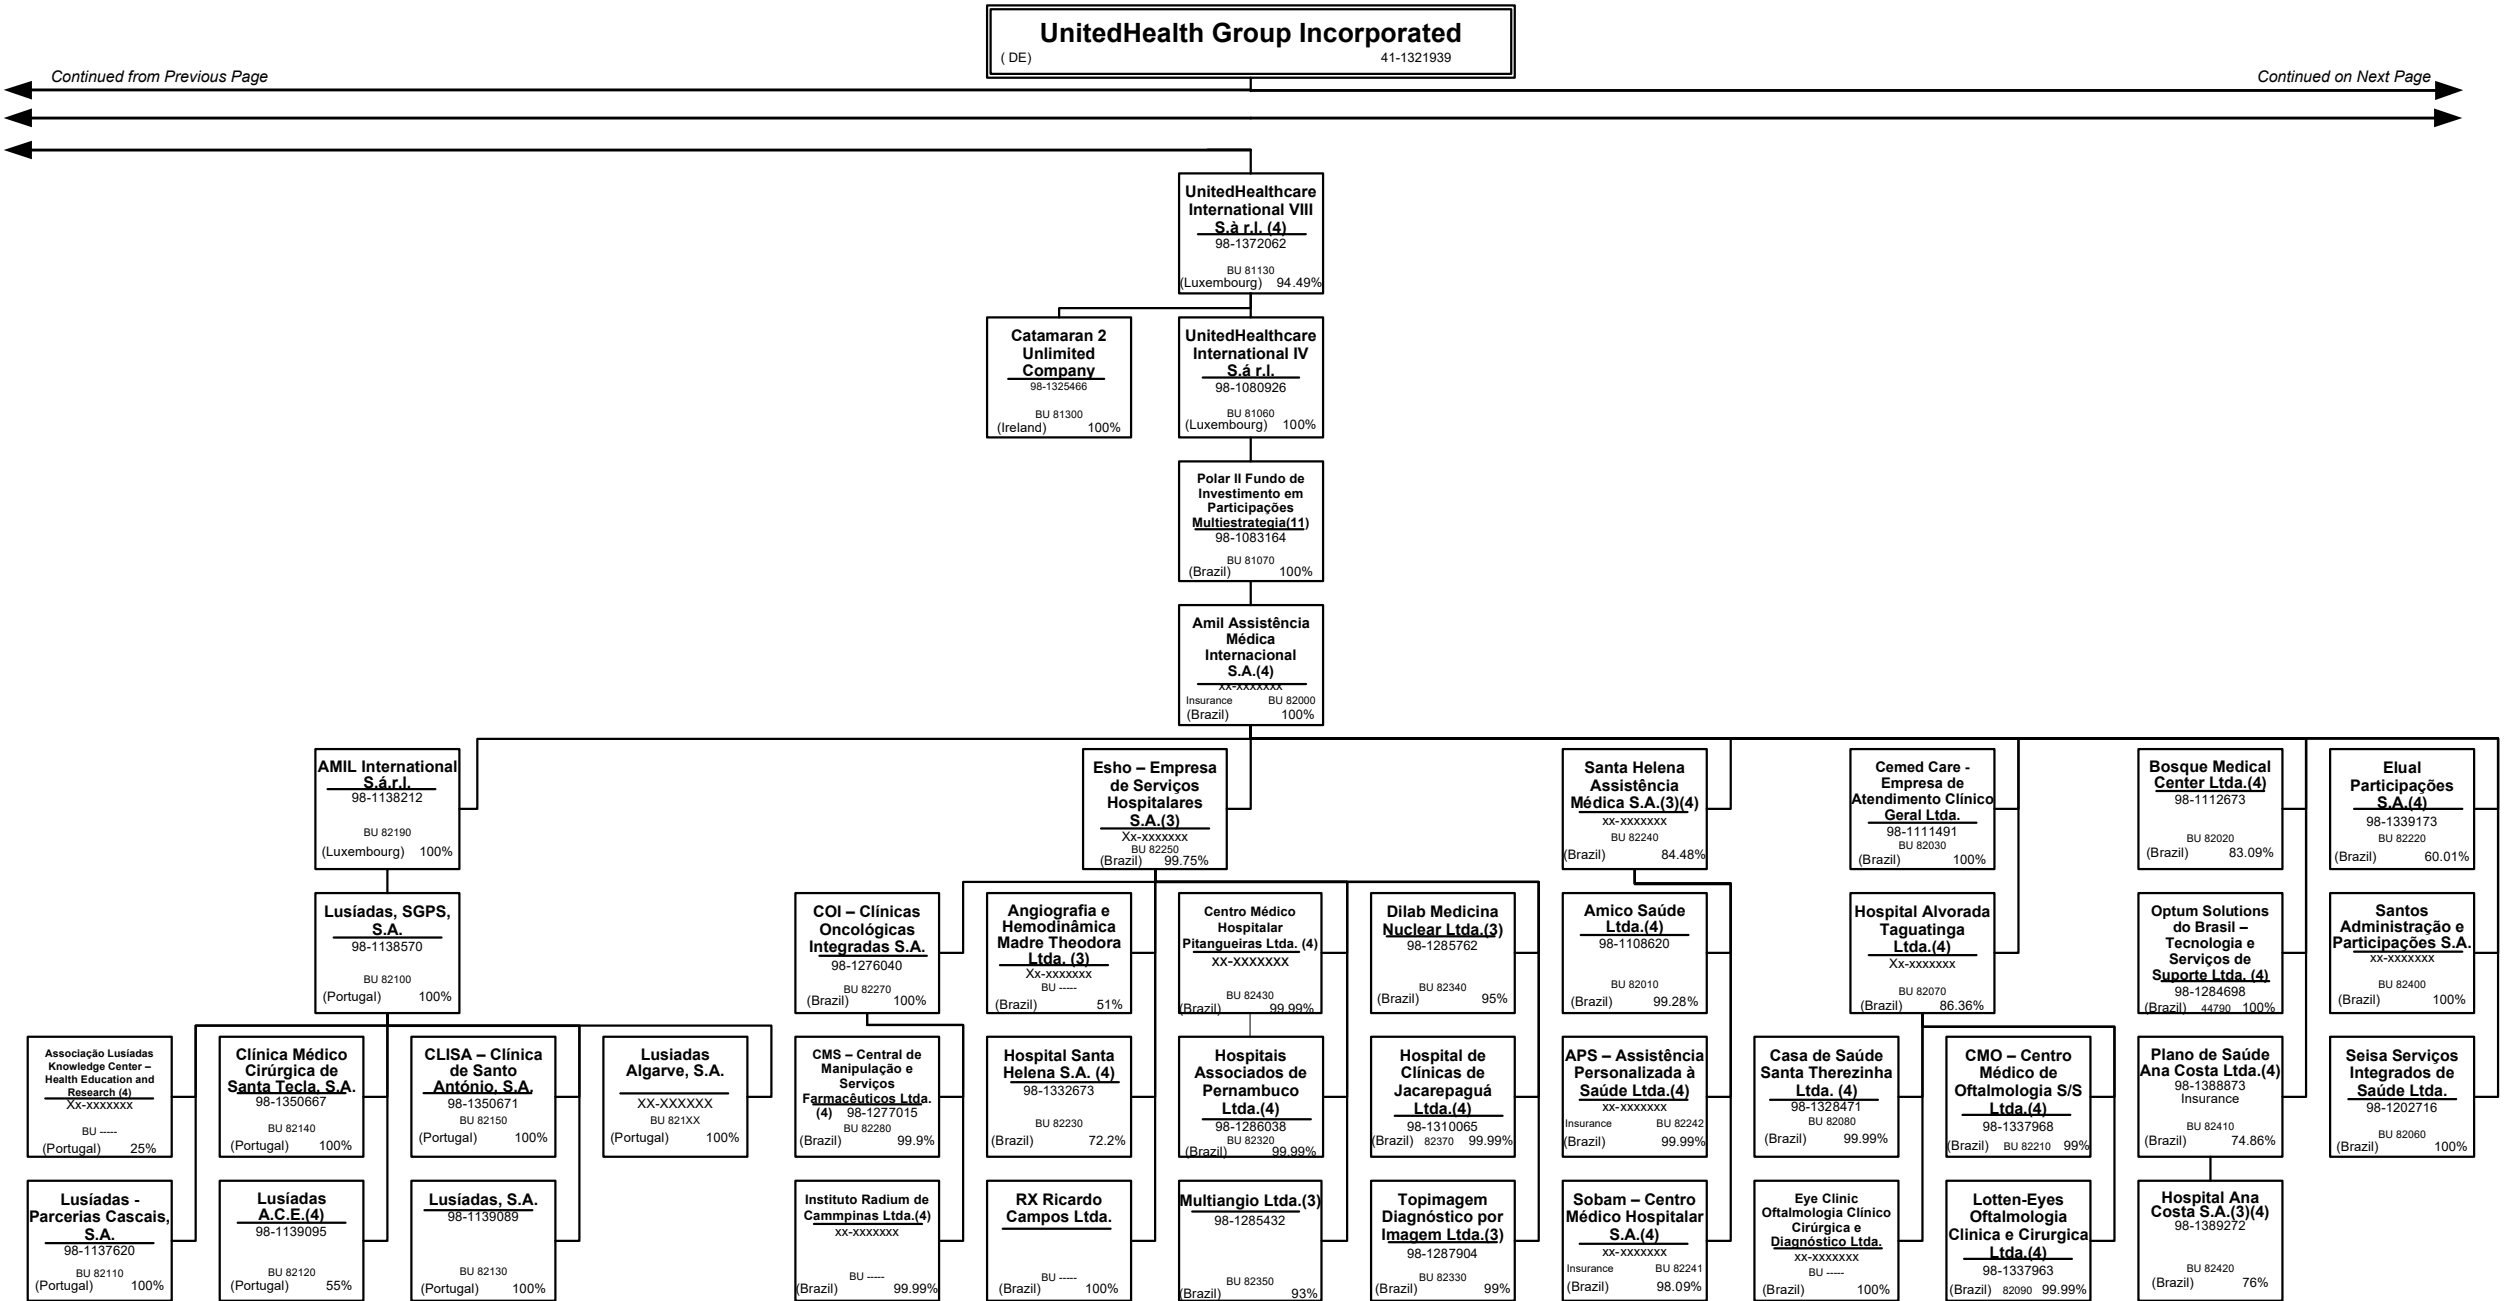 UnitedHealth Group Incorporated
( DE) 41-1321939
Continued from Previous Page
Continued on Next Page
UnitedHealthcare
International VIII
S.à r.l. (4)
98-1372062
BU 81130
(Luxembourg) 94.49%
Catamaran 2
Unlimited
Company
98-1325466
BU 81300
(Ireland) 100%
UnitedHealthcare
International IV
S.á r.l.
98-1080926
BU 81060
(Luxembourg) 100%
Polar II Fundo de
Investimento em
Participações
Multiestrategia(11)
98-1083164
BU 81070
(Brazil) 100%
Amil Assistência
Médica
Internacional
S.A.(4)
xx-xxxxxxx
Insurance BU 82000
(Brazil) 100%
AMIL International
S.á.r.l.
98-1138212
BU 82190
(Luxembourg) 100%
Esho – Empresa
de Serviços
Hospitalares
S.A.(3)
Xx-xxxxxxx
BU 82250
(Brazil) 99.75%
Santa Helena
Assistência
Médica S.A.(3)(4)
xx-xxxxxxx
BU 82240
(Brazil) 84.48%
Cemed Care -
Empresa de
Atendimento Clínico
Geral Ltda.
98-1111491
BU 82030
(Brazil) 100%
Bosque Medical
Center Ltda.(4)
98-1112673
BU 82020
(Brazil) 83.09%
Elual
Participações
S.A.(4)
98-1339173
BU 82220
(Brazil) 60.01%
Lusíadas, SGPS,
S.A.
98-1138570
BU 82100
(Portugal) 100%
COI – Clínicas
Oncológicas
Integradas S.A.
98-1276040
BU 82270
(Brazil) 100%
Angiografia e
Hemodinâmica
Madre Theodora
Ltda. (3)
Xx-xxxxxxx
BU -----
(Brazil) 51%
Centro Médico
Hospitalar
Pitangueiras Ltda. (4)
xx-xxxxxxx
BU 82430
(Brazil) 99.99%
Dilab Medicina
Nuclear Ltda.(3)
98-1285762
BU 82340
(Brazil) 95%
Amico Saúde
Ltda.(4)
98-1108620
BU 82010
(Brazil) 99.28%
Hospital Alvorada
Taguatinga
Ltda.(4)
Xx-xxxxxxx
BU 82070
(Brazil) 86.36%
Optum Solutions
do Brasil –
Tecnologia e
Serviços de
Suporte Ltda. (4)
98-1284698
(Brazil) 44790 100%
Santos
Administração e
Participações S.A.
xx-xxxxxxx
BU 82400
(Brazil) 100%
Associação Lusíadas
Knowledge Center –
Health Education and
Research (4)
Xx-xxxxxxx
BU -----
(Portugal) 25%
Clínica Médico
Cirúrgica de
Santa Tecla, S.A.
98-1350667
BU 82140
(Portugal) 100%
CLISA – Clínica
de Santo
António, S.A.
98-1350671
BU 82150
(Portugal) 100%
Lusiadas
Algarve, S.A.
XX-XXXXXX
BU 821XX
(Portugal) 100%
CMS – Central de
Manipulação e
Serviços
Farmacêuticos Ltda.
(4) 98-1277015
BU 82280
(Brazil) 99.9%
Hospital Santa
Helena S.A. (4)
98-1332673
BU 82230
(Brazil) 72.2%
Hospitais
Associados de
Pernambuco
Ltda.(4)
98-1286038
BU 82320
(Brazil) 99.99%
Hospital de
Clínicas de
Jacarepaguá
Ltda.(4)
98-1310065
(Brazil) 82370 99.99%
APS – Assistência
Personalizada à
Saúde Ltda.(4)
xx-xxxxxxx
Insurance BU 82242
(Brazil) 99.99%
Casa de Saúde
Santa Therezinha
Ltda. (4)
98-1328471
BU 82080
(Brazil) 99.99%
CMO – Centro
Médico de
Oftalmologia S/S
Ltda.(4)
98-1337968
(Brazil) BU 82210 99%
Plano de Saúde
Ana Costa Ltda.(4)
98-1388873
Insurance
BU 82410
(Brazil) 74.86%
Seisa Serviços
Integrados de
Saúde Ltda.
98-1202716
BU 82060
(Brazil) 100%
Lusíadas -
Parcerias Cascais,
S.A.
98-1137620
BU 82110
(Portugal) 100%
Lusíadas
A.C.E.(4)
98-1139095
BU 82120
(Portugal) 55%
Lusíadas, S.A.
98-1139089
BU 82130
(Portugal) 100%
Instituto Radium de
Cammpinas Ltda.(4)
xx-xxxxxxx
BU -----
(Brazil) 99.99%
RX Ricardo
Campos Ltda.
BU -----
(Brazil) 100%
Multiangio Ltda.(3)
98-1285432
BU 82350
(Brazil) 93%
Topimagem
Diagnóstico por
Imagem Ltda.(3)
98-1287904
BU 82330
(Brazil) 99%
Sobam – Centro
Médico Hospitalar
S.A.(4)
xx-xxxxxxx
Insurance BU 82241
(Brazil) 98.09%
Eye Clinic
Oftalmologia Clínico
Cirúrgica e
Diagnóstico Ltda.
xx-xxxxxxx
BU -----
(Brazil) 100%
Lotten-Eyes
Oftalmologia
Clinica e Cirurgica
Ltda.(4)
98-1337963
(Brazil) 82090 99.99%
Hospital Ana
Costa S.A.(3)(4)
98-1389272
BU 82420
(Brazil) 76%